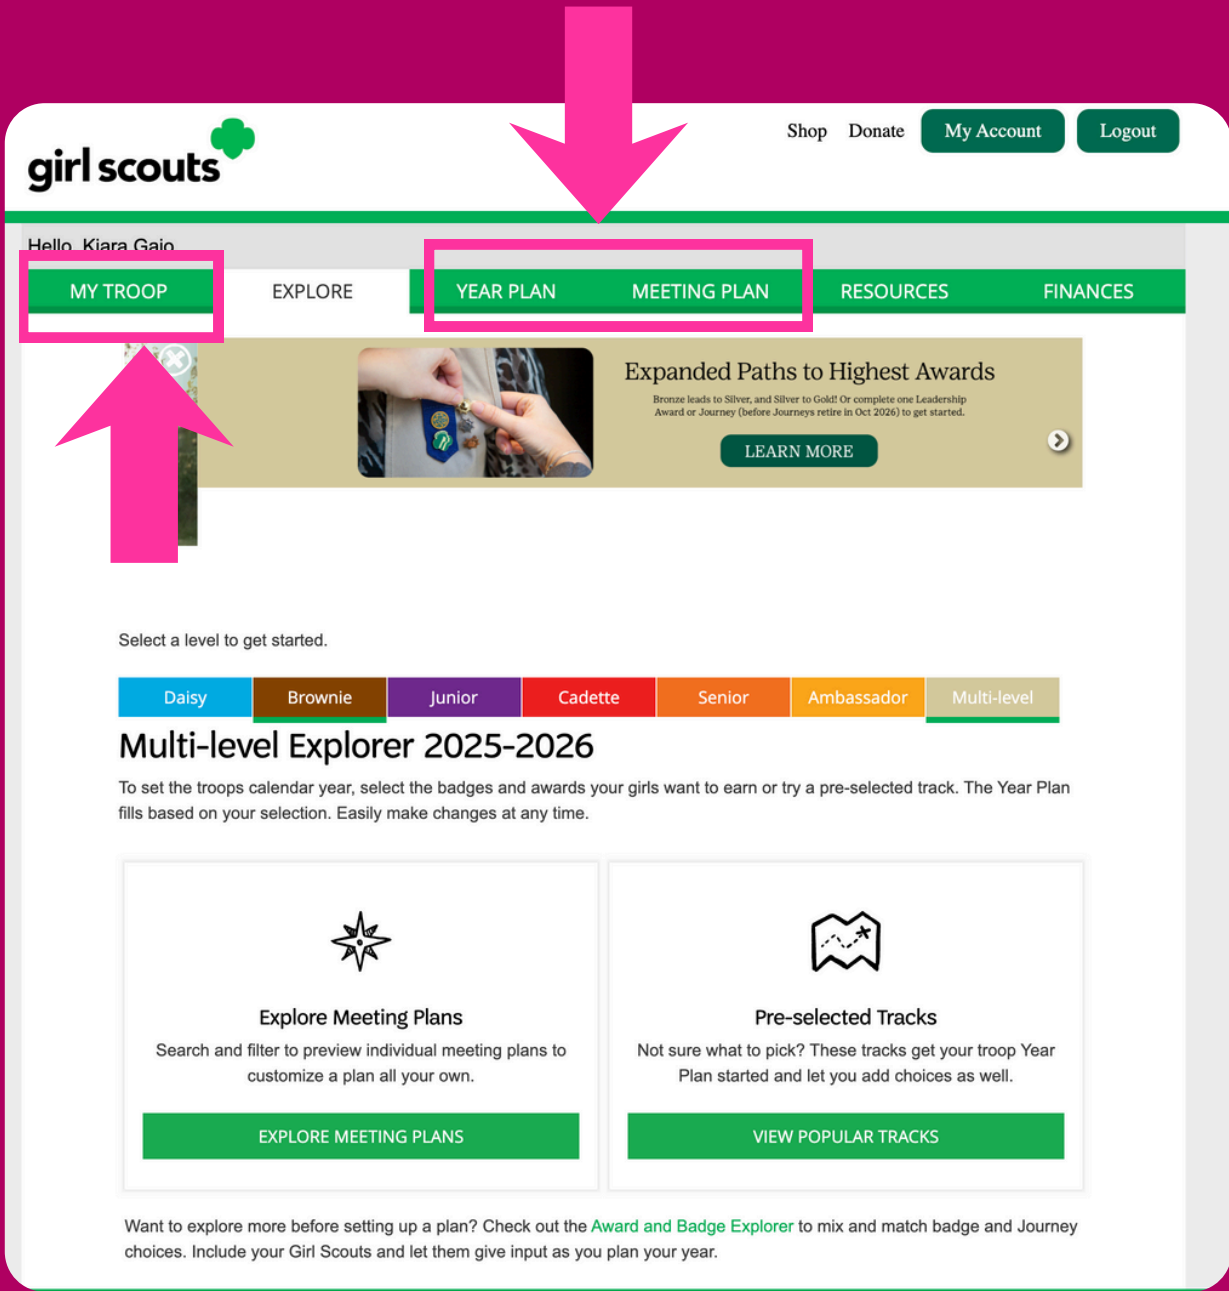 girl scouts
Shop Donate My Account Logout
Hello, Kiara Gaio
MY TROOP EXPLORE YEAR PLAN MEETING PLAN RESOURCES FINANCES
Expanded Paths to Highest Awards
Bronze leads to Silver, and Silver to Gold! Or complete one Leadership
Award or Journey (before Journeys retire in Oct 2026) to get started.
LEARN MORE
Select a level to get started.
Daisy Brownie Junior Cadette Senior Ambassador Multi-level
Multi-level Explorer 2025-2026
To set the troops calendar year, select the badges and awards your girls want to earn or try a pre-selected track. The Year Plan
fills based on your selection. Easily make changes at any time.
Explore Meeting Plans
Search and filter to preview individual meeting plans to
customize a plan all your own.
EXPLORE MEETING PLANS
Pre-selected Tracks
Not sure what to pick? These tracks get your troop Year
Plan started and let you add choices as well.
VIEW POPULAR TRACKS
Want to explore more before setting up a plan? Check out the Award and Badge Explorer to mix and match badge and Journey
choices. Include your Girl Scouts and let them give input as you plan your year.